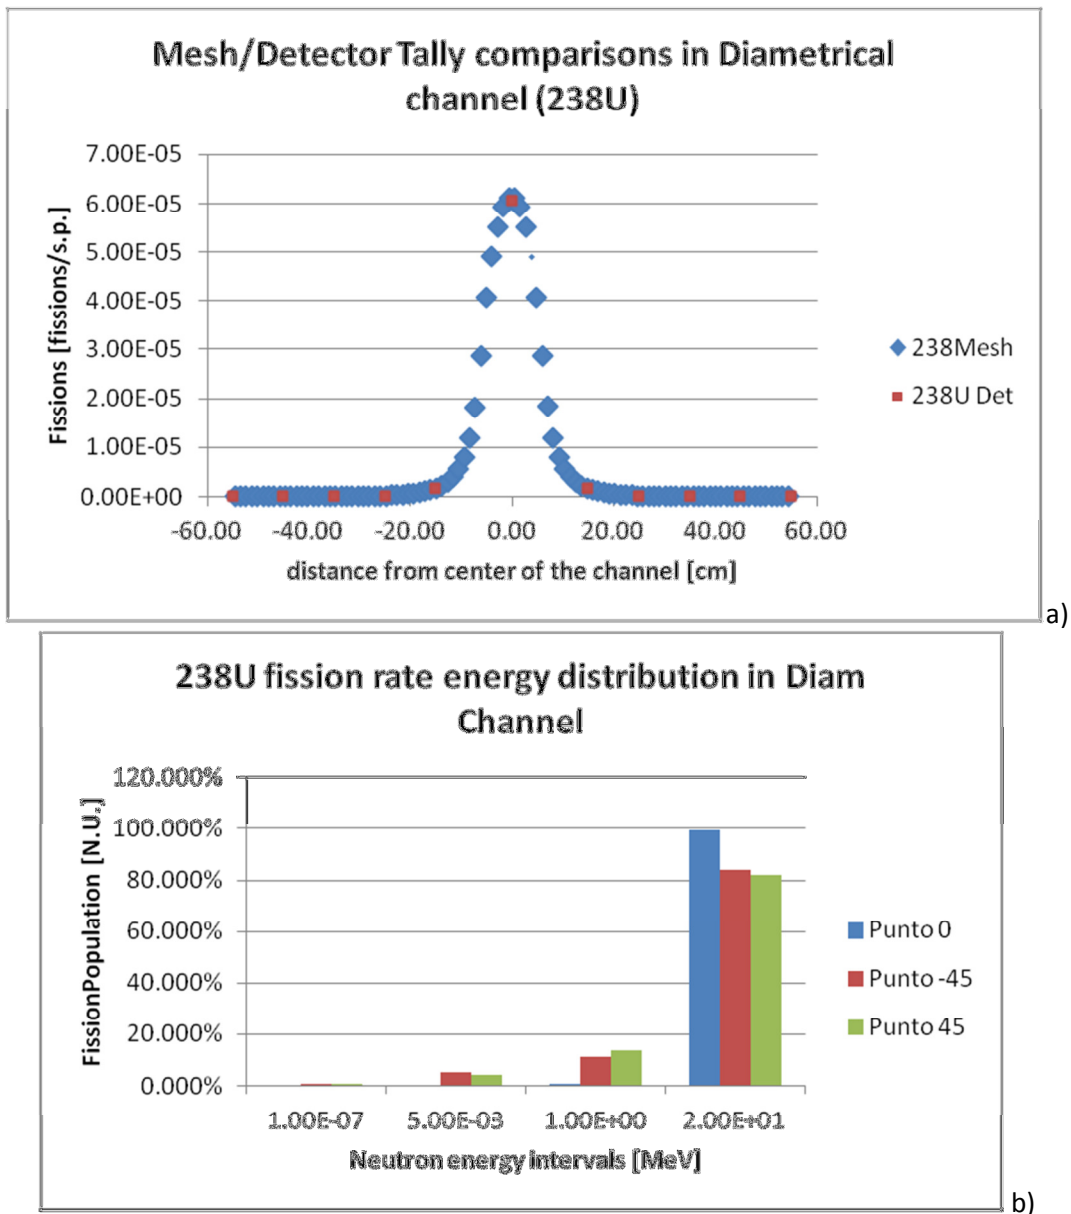 Mesh/Detector Tally comparisons in Diametrical
channel (238U)
7.00E-05
6.00E-05
5.00E-05
4.00E-05
3.00E-05
2.00E-05
1.00E-05
0.00E+00
Fissions [fissions/s.p.]
-60.00 -40.00 -20.00 0.00 20.00 40.00 60.00
distance from center of the channel [cm]
238Mesh
238U Det
a)
238U fission rate energy distribution in Diam
Channel
120.000%
100.000%
80.000%
60.000%
40.000%
20.000%
0.000%
FissionPopulation [N.U.]
1.00E-07 5.00E-03 1.00E+00 2.00E+01
Neutron energy intervals [MeV]
Punto 0
Punto -45
Punto 45
b)